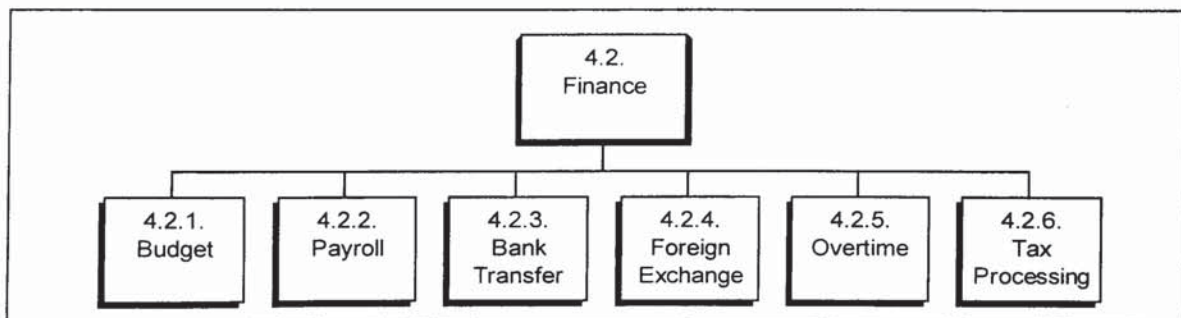 4.2.
Finance
4.2.1.
Budget
4.2.2.
Payroll
4.2.3.
Bank
Transfer
4.2.4.
Foreign
Exchange
4.2.5.
Overtime
4.2.6.
Tax
Processing